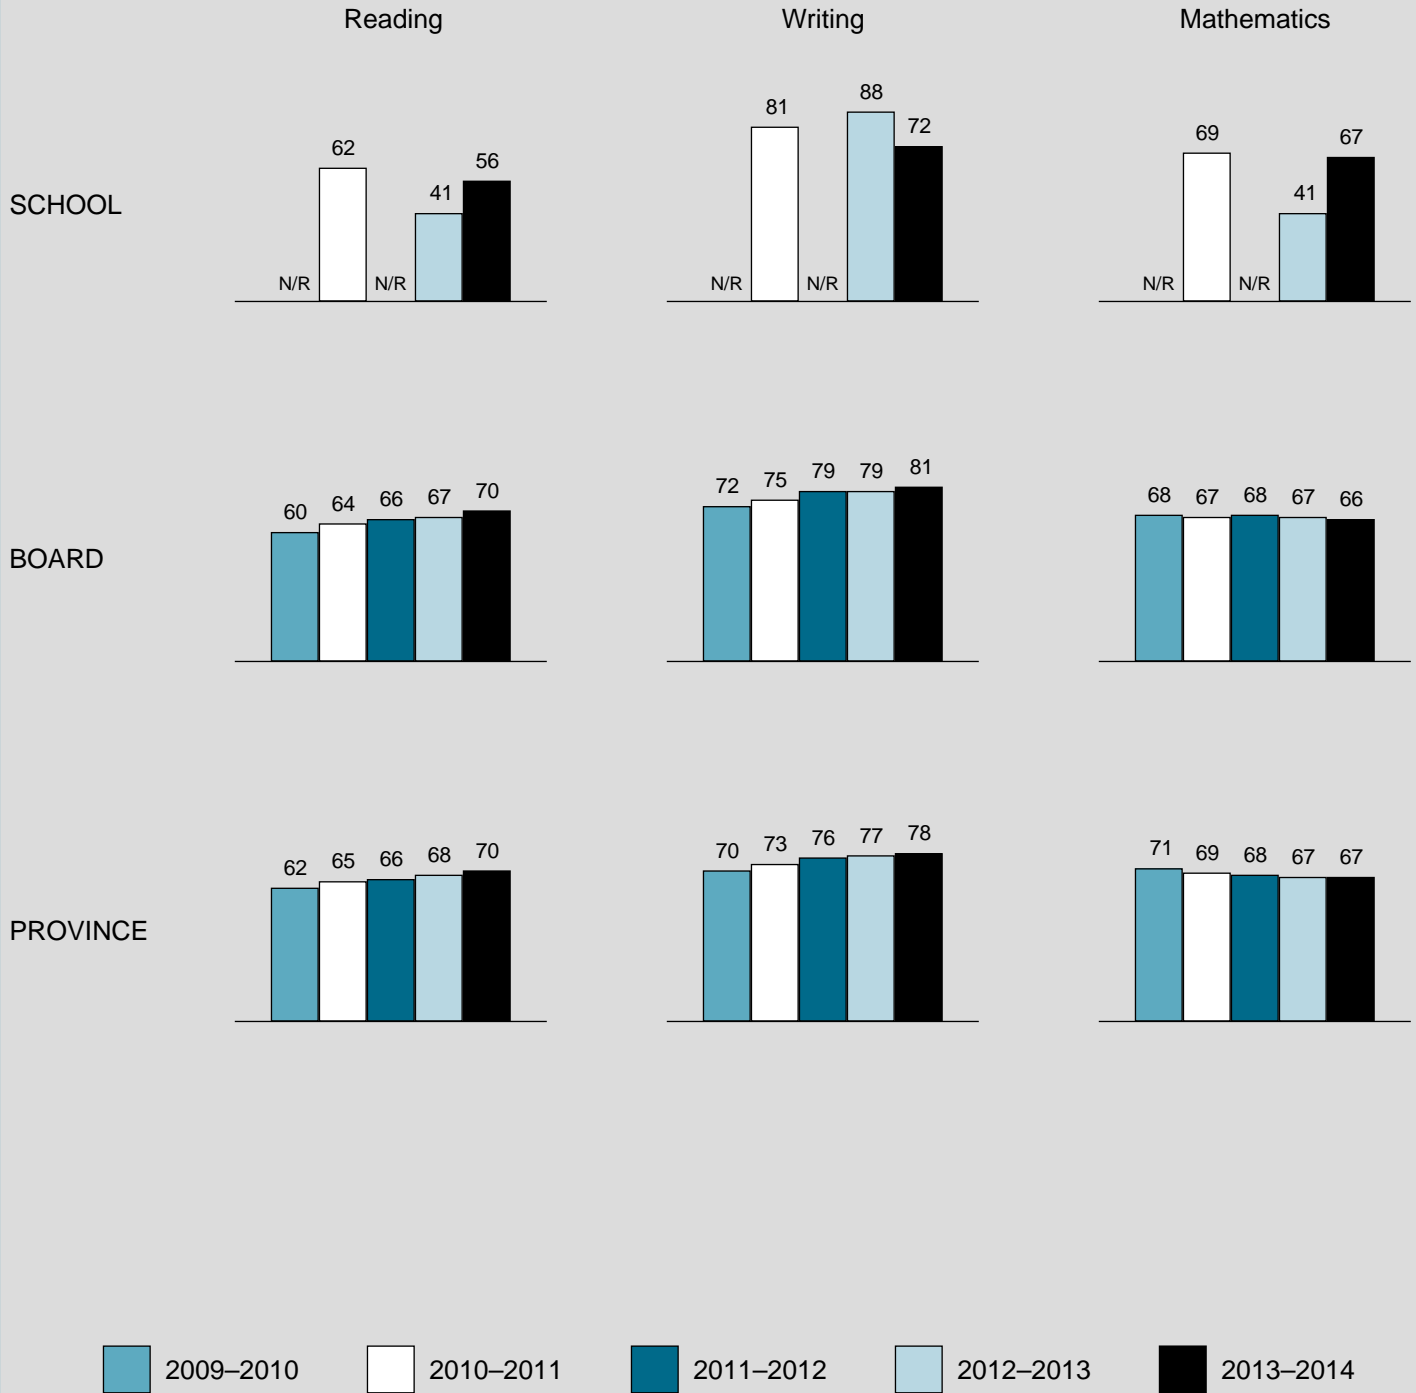 Reading Writing Mathematics
SCHOOL
N/R 62 N/R 41 56
N/R 81 N/R 88 72
N/R 69 N/R 41 67
BOARD
60 64 66 67 70
72 75 79 79 81
68 67 68 67 66
PROVINCE
62 65 66 68 70
70 73 76 77 78
71 69 68 67 67
2009–2010 2010–2011 2011–2012 2012–2013 2013–2014